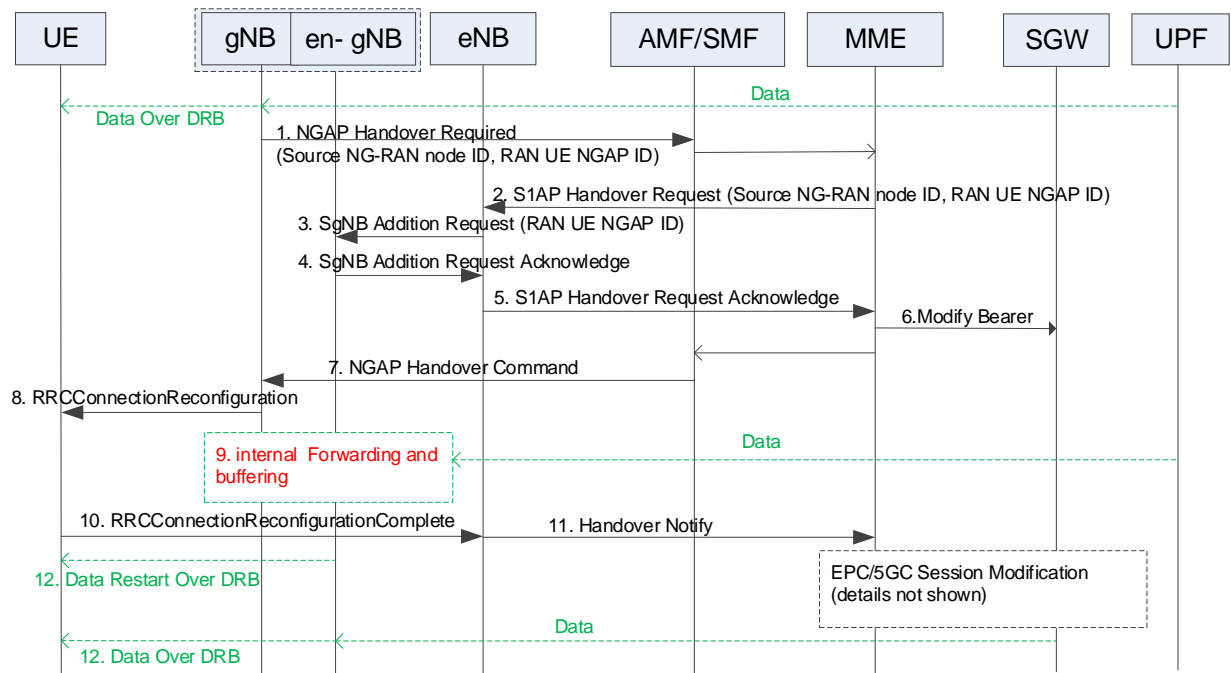 UE
gNB
en- gNB
eNB
AMF/SMF
MME
SGW
UPF
Data
Data Over DRB
1. NGAP Handover Required
(Source NG-RAN node ID, RAN UE NGAP ID)
2. S1AP Handover Request (Source NG-RAN node ID, RAN UE NGAP ID)
3. SgNB Addition Request (RAN UE NGAP ID)
4. SgNB Addition Request Acknowledge
5. S1AP Handover Request Acknowledge
6.Modify Bearer
7. NGAP Handover Command
8. RRCConnectionReconfiguration
9. internal Forwarding and
buffering
Data
10. RRCConnectionReconfigurationComplete
11. Handover Notify
12. Data Restart Over DRB
EPC/5GC Session Modification
(details not shown)
Data
12. Data Over DRB